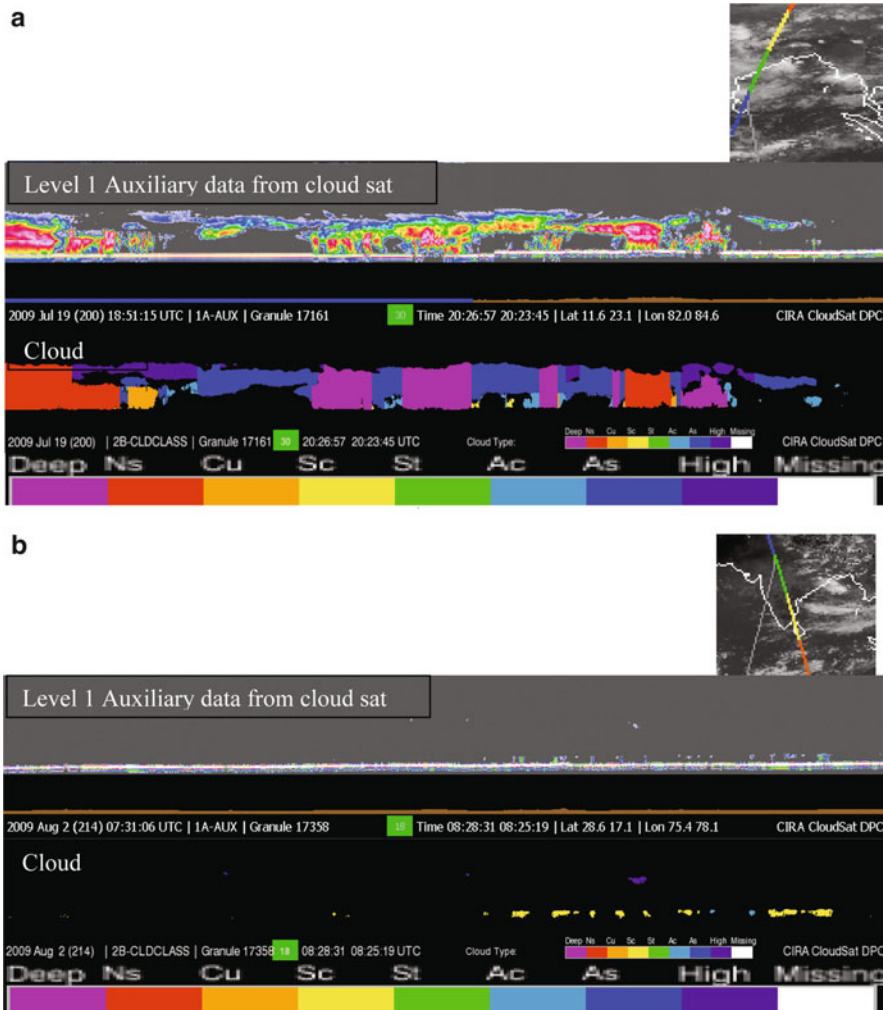 a
Level 1 Auxiliary data from cloud sat
2009 Jul 19 (200) 18:51:15 UTC | 1A-AUX | Granule 17161 30 Time 20:26:57 20:23:45 | Lat 11.6 23.1 | Lon 82.0 84.6 CIRA CloudSat DPC
Cloud
2009 Jul 19 (200) | 2B-CLDCLASS | Granule 17161 30 20:26:57 20:23:45 UTC Cloud Type: Deep Ns Cu Sc St Ac As High Missing CIRA CloudSat DPC
Deep Ns Cu Sc St Ac As High Missing
b
Level 1 Auxiliary data from cloud sat
2009 Aug 2 (214) 07:31:06 UTC | 1A-AUX | Granule 17358 19 Time 08:28:31 08:25:19 | Lat 28.6 17.1 | Lon 75.4 78.1 CIRA CloudSat DPC
Cloud
2009 Aug 2 (214) | 2B-CLDCLASS | Granule 17358 18 08:28:31 08:25:19 UTC Cloud Type: Deep Ns Cu Sc St Ac As High Missing CIRA CloudSat DPC
Deep Ns Cu Sc St Ac As High Missing